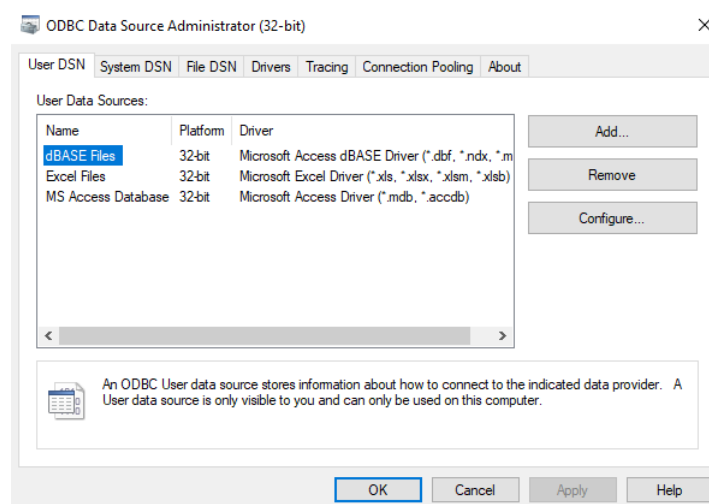 ODBC Data Source Administrator (32-bit)
User DSN System DSN File DSN Drivers Tracing Connection Pooling About
User Data Sources:
Name Platform Driver
dBASE Files 32-bit Microsoft Access dBASE Driver (*.dbf, *.ndx, *.m
Excel Files 32-bit Microsoft Excel Driver (*.xls, *.xlsx, *.xlsm, *.xlsb)
MS Access Database 32-bit Microsoft Access Driver (*.mdb, *.accdb)
Add...
Remove
Configure...
An ODBC User data source stores information about how to connect to the indicated data provider. A
User data source is only visible to you and can only be used on this computer.
OK Cancel Apply Help